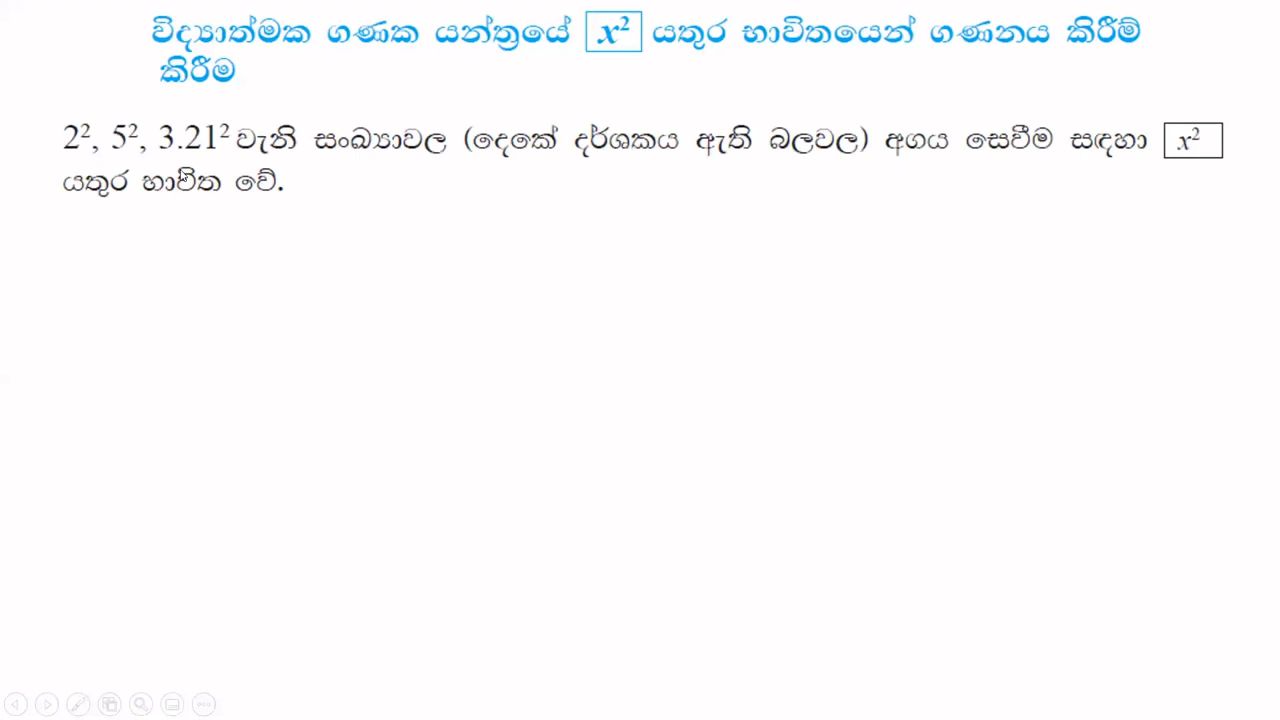 විද්‍යාත්මක ගණක යන්ත්‍රයේ x² යතුර භාවිතයෙන් ගණනය කිරීම්
කිරීම
2², 5², 3.21² වැනි සංඛ්‍යාවල (දෙකේ දර්ශකය ඇති බලවල) අගය සෙවීම සඳහා x²
යතුර භාවිත වේ.